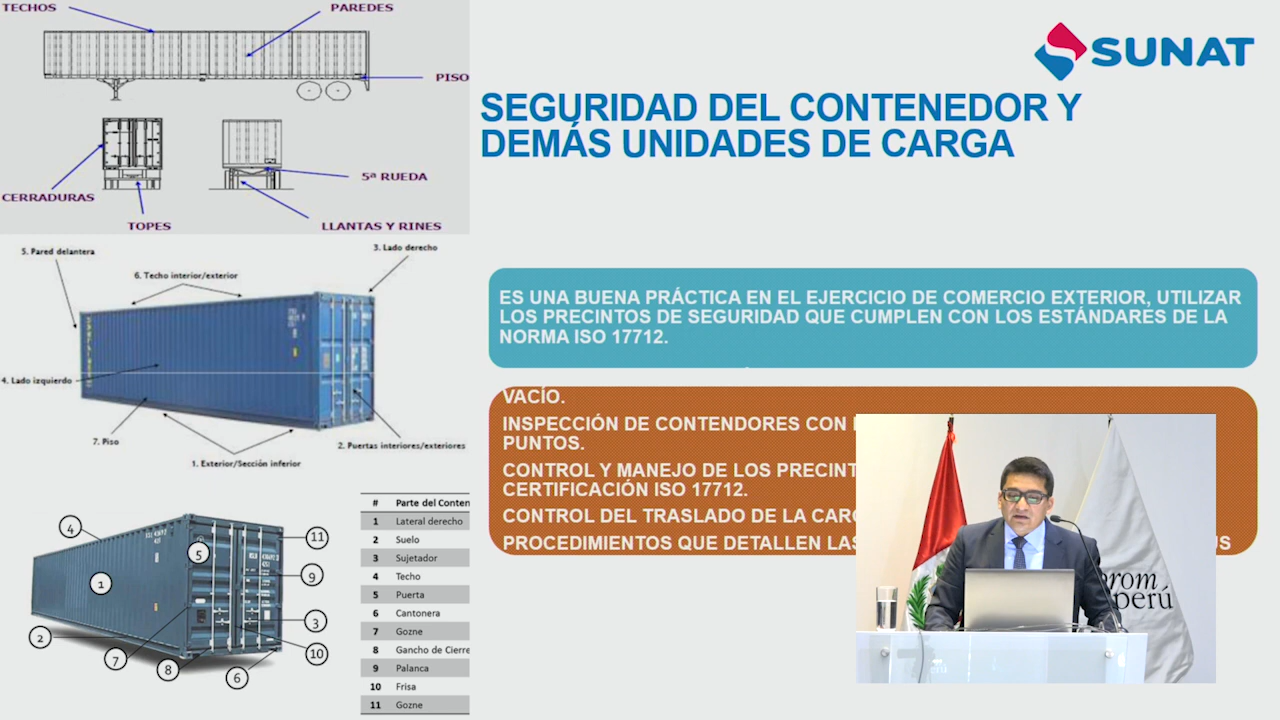 TECHOS
PAREDES
PISO
CERRADURAS
5ª RUEDA
TOPES
LLANTAS Y RINES
5. Pared delantera
3. Lado derecho
6. Techo interior/exterior
4. Lado izquierdo
7. Piso
2. Puertas interiores/exteriores
1. Exterior/Sección inferior
4
5
1
11
9
3
10
2
7
8
6
# Parte del Conten
1 Lateral derecho
2 Suelo
3 Sujetador
4 Techo
5 Puerta
6 Cantonera
7 Gozne
8 Gancho de Cierre
9 Palanca
10 Frisa
11 Gozne
SUNAT
SEGURIDAD DEL CONTENEDOR Y
DEMÁS UNIDADES DE CARGA
ES UNA BUENA PRÁCTICA EN EL EJERCICIO DE COMERCIO EXTERIOR, UTILIZAR
LOS PRECINTOS DE SEGURIDAD QUE CUMPLEN CON LOS ESTÁNDARES DE LA
NORMA ISO 17712.
VACÍO.
INSPECCIÓN DE CONTENDORES CON
PUNTOS.
CONTROL Y MANEJO DE LOS PRECINT
CERTIFICACIÓN ISO 17712.
CONTROL DEL TRASLADO DE LA CARG
PROCEDIMIENTOS QUE DETALLEN LAS
prom
perú